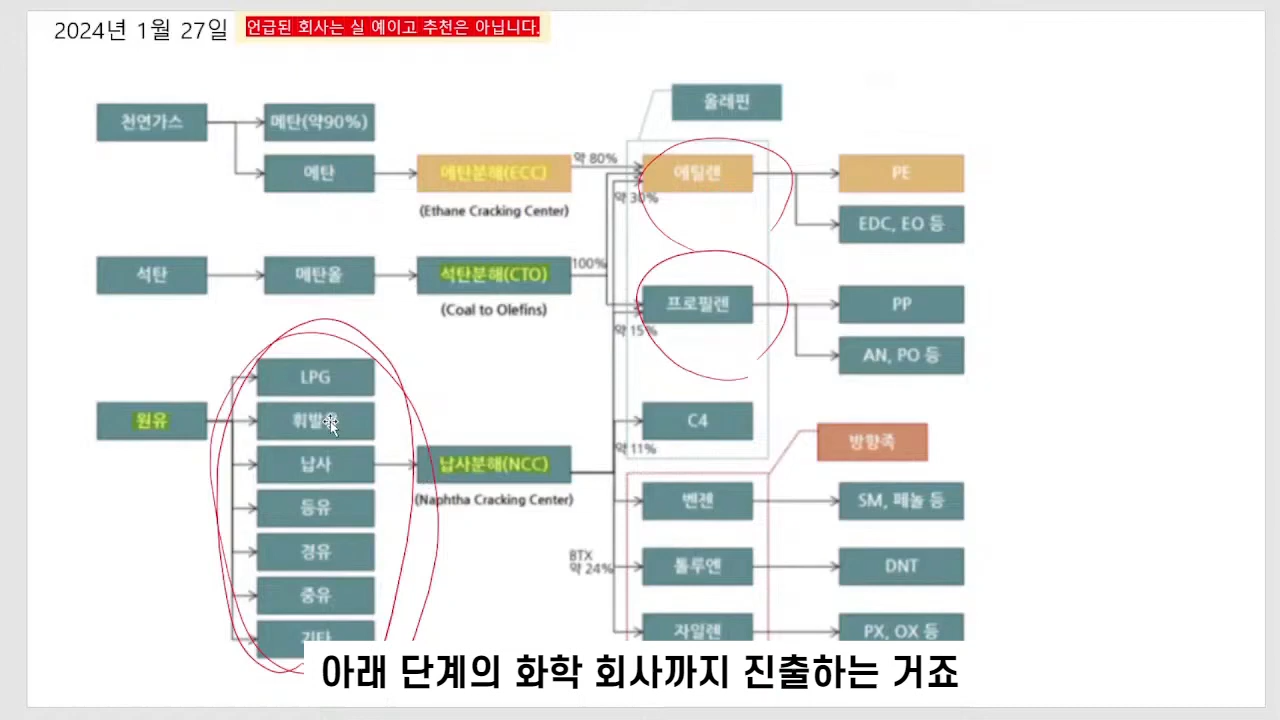 2024년 1월 27일
언급된 회사는 실 예이고 추천은 아닙니다.
올레핀
천연가스
메탄(약90%)
에탄
에탄분해(ECC)
(Ethane Cracking Center)
약 80%
에틸렌
약 30%
PE
EDC, EO 등
석탄
메탄올
석탄분해(CTO)
(Coal to Olefins)
100%
프로필렌
약 15%
PP
AN, PO 등
원유
LPG
휘발유
납사
등유
경유
중유
기타
납사분해(NCC)
(Naphtha Cracking Center)
C4
약 11%
방향족
벤젠
SM, 페놀 등
BTX
약 24%
톨루엔
DNT
자일렌
PX, OX 등
아래 단계의 화학 회사까지 진출하는 거죠